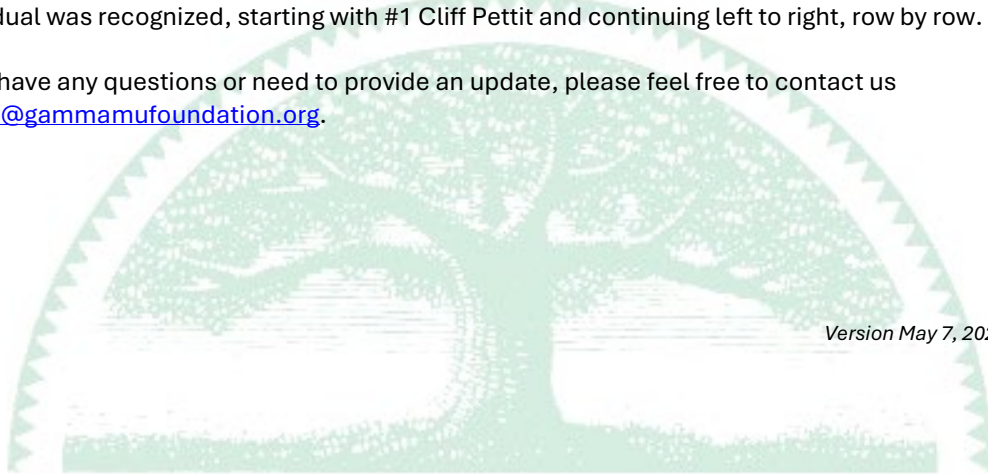 dual was recognized, starting with #1 Cliff Pettit and continuing left to right, row by row.
have any questions or need to provide an update, please feel free to contact us
@gammamufoundation.org.
Version May 7, 202